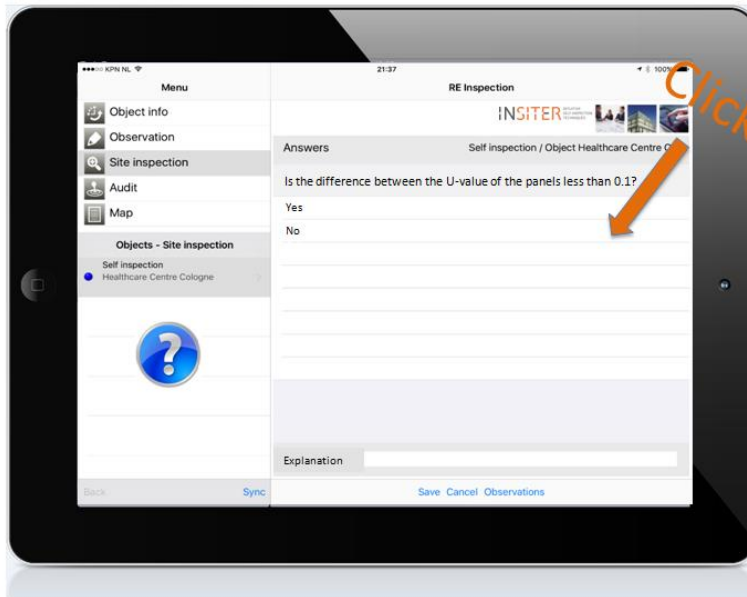 KPN NL
21:37
100%
Menu
RE Inspection
Object info
Observation
Site inspection
Audit
Map
Objects - Site inspection
Self inspection
Healthcare Centre Cologne
Back
Sync
INSITER
Answers
Self inspection / Object Healthcare Centre C
Is the difference between the U-value of the panels less than 0.1?
Yes
No
Explanation
Save Cancel Observations
Click